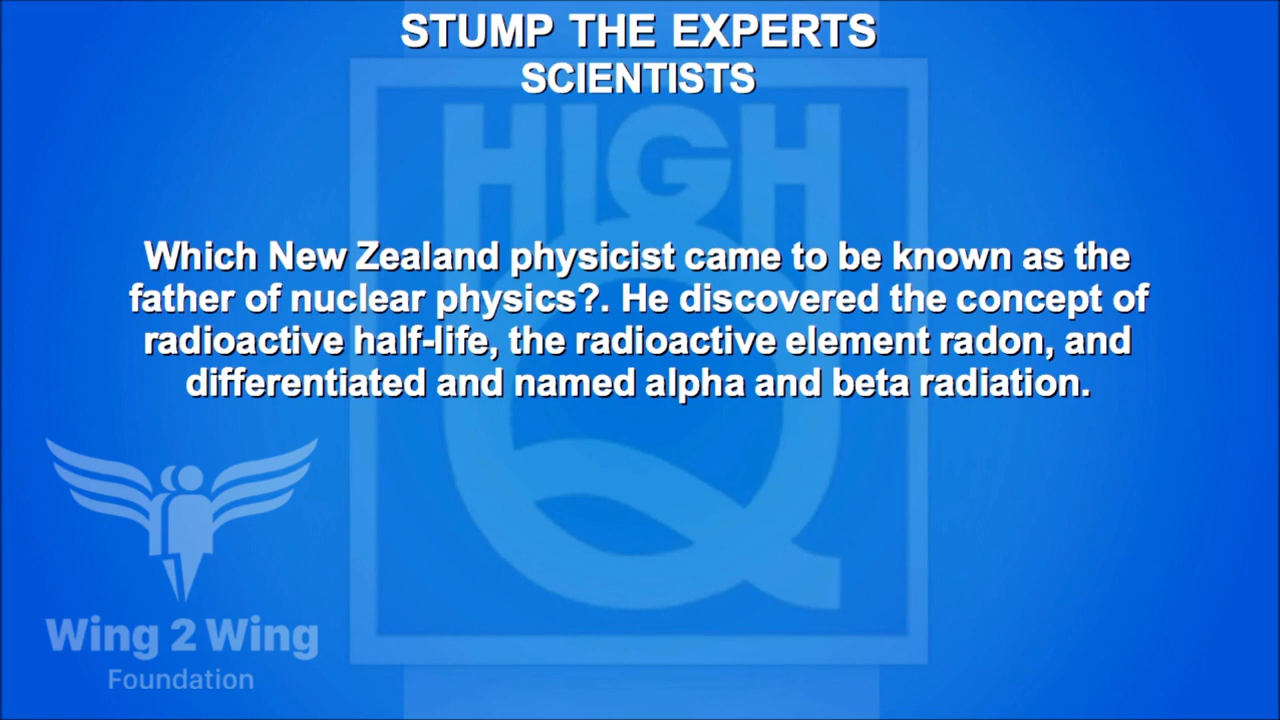 STUMP THE EXPERTS
SCIENTISTS
HIGH
Q
Which New Zealand physicist came to be known as the
father of nuclear physics?. He discovered the concept of
radioactive half-life, the radioactive element radon, and
differentiated and named alpha and beta radiation.
Wing 2 Wing
Foundation